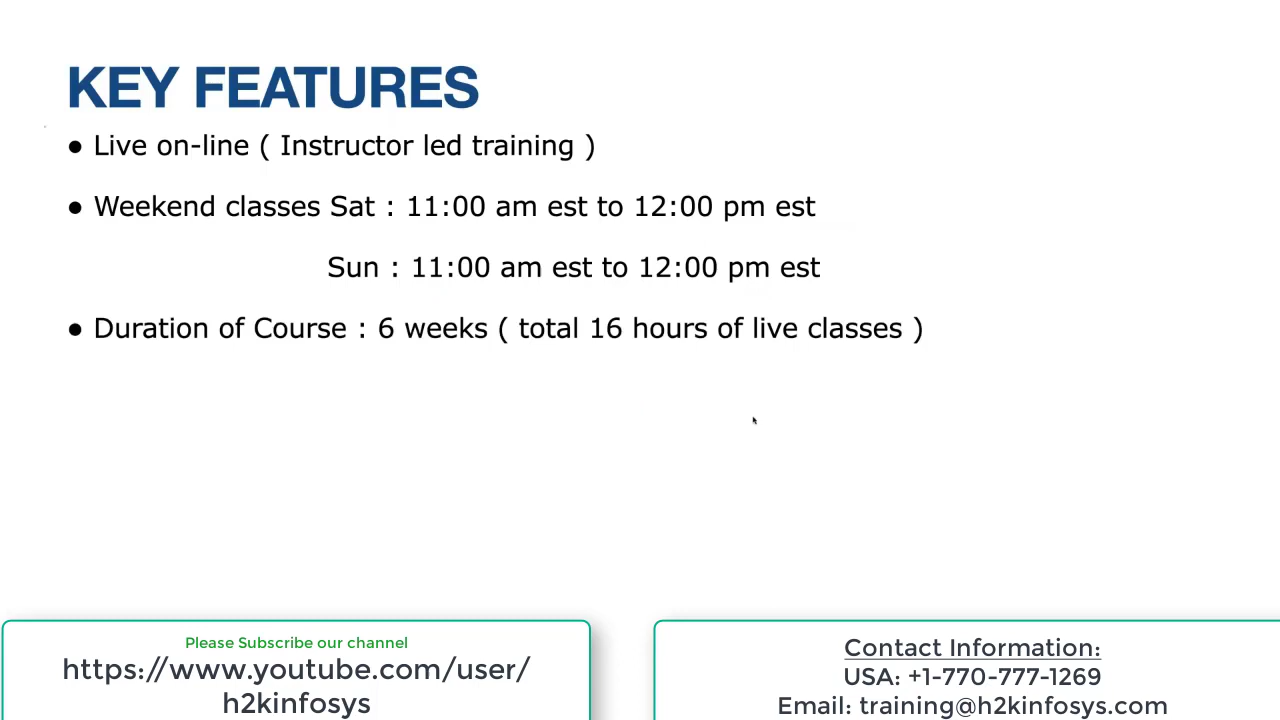 KEY FEATURES
● Live on-line ( Instructor led training )
● Weekend classes Sat : 11:00 am est to 12:00 pm est
Sun : 11:00 am est to 12:00 pm est
● Duration of Course : 6 weeks ( total 16 hours of live classes )
Please Subscribe our channel
https://www.youtube.com/user/
h2kinfosys
Contact Information:
USA: +1-770-777-1269
Email: training@h2kinfosys.com